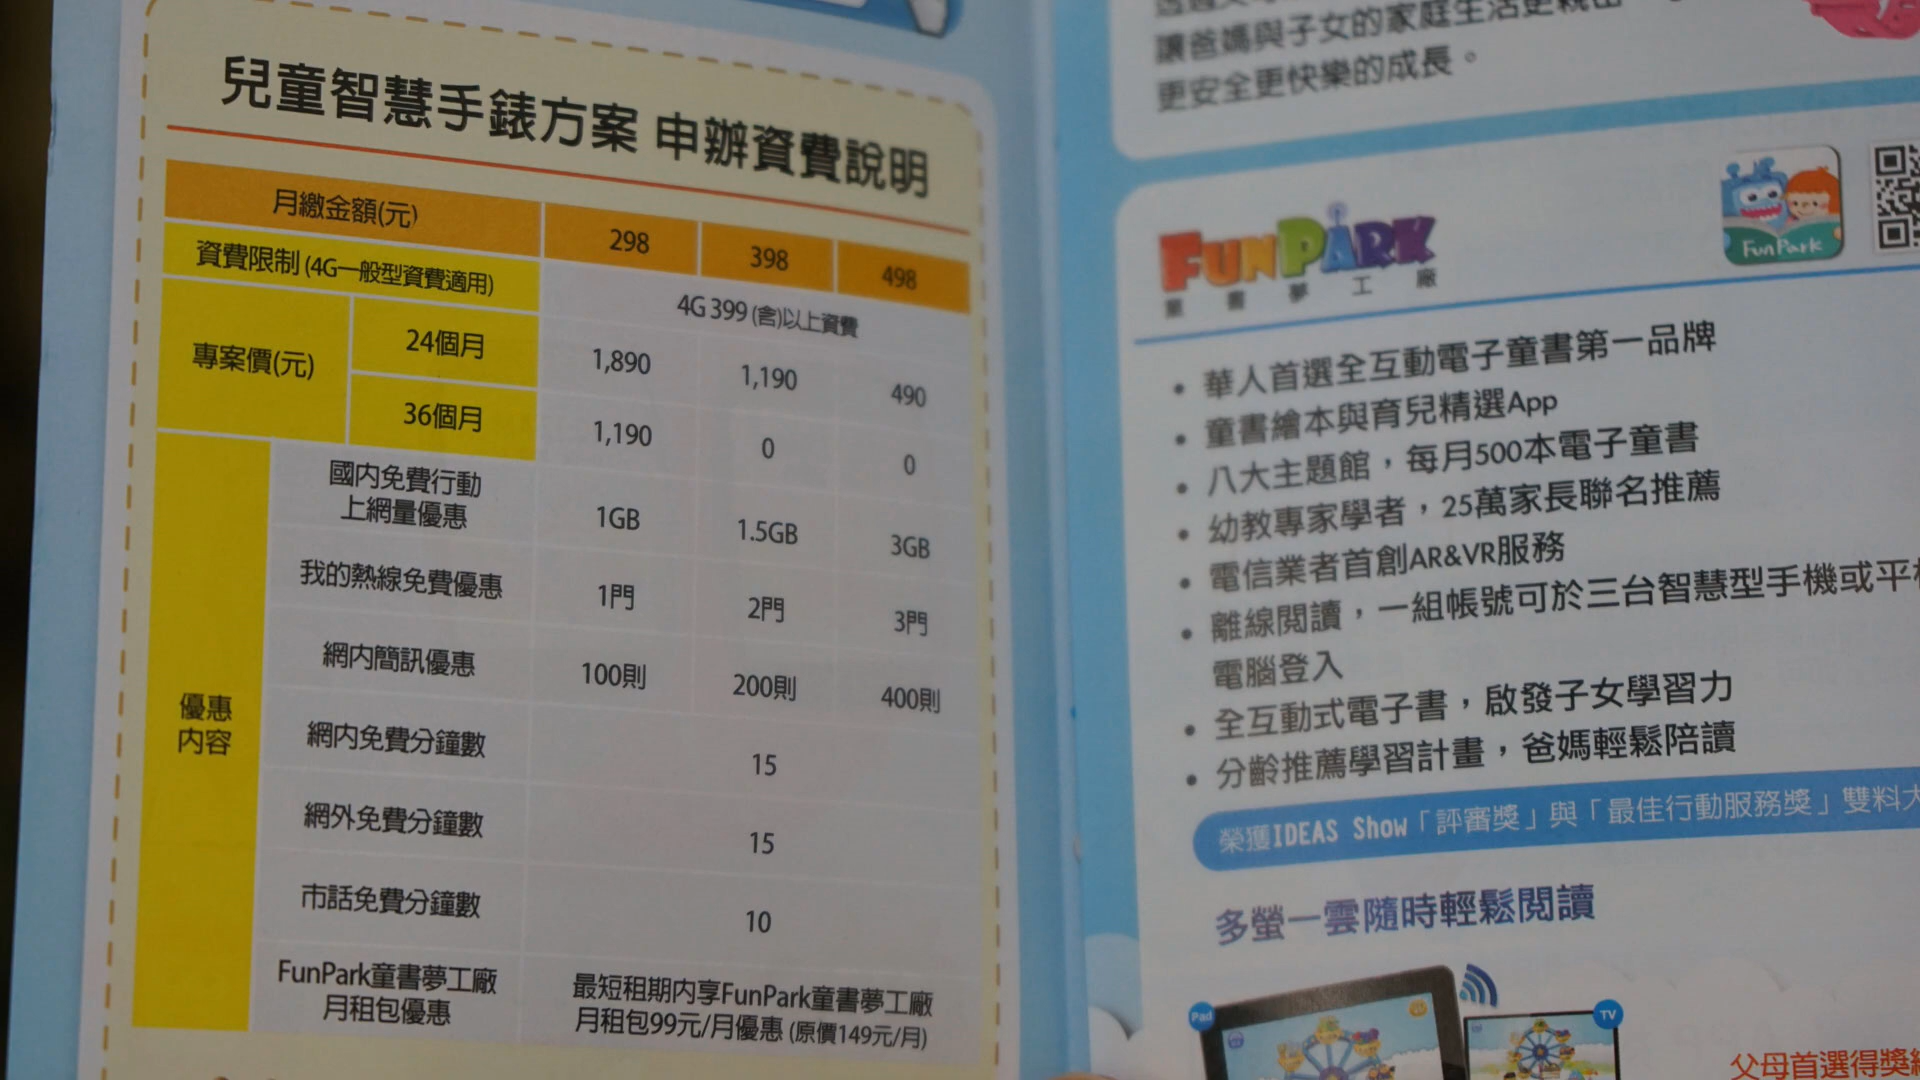 兒童智慧手錶方案 申辦資費說明
月繳金額(元) 298 398 498
資費限制(4G一般型資費適用) 4G 399 (含)以上資費
專案價(元) 24個月 1,890 1,190 490
36個月 1,190 0 0
優惠
內容
國內免費行動
上網量優惠 1GB 1.5GB 3GB
我的熱線免費優惠 1門 2門 3門
網內簡訊優惠 100則 200則 400則
網內免費分鐘數 15
網外免費分鐘數 15
市話免費分鐘數 10
FunPark童書夢工廠
月租包優惠
最短租期內享FunPark童書夢工廠
月租包99元/月優惠 (原價149元/月)
讓爸媽與子女的家庭生活更
更安全更快樂的成長。
FUNPARK
童書夢工廠
FunPark
• 華人首選全互動電子童書第一品牌
• 童書繪本與育兒精選App
• 八大主題館，每月500本電子童書
• 幼教專家學者，25萬家長聯名推薦
• 電信業者首創AR&VR服務
• 離線閱讀，一組帳號可於三台智慧型手機或平
電腦登入
• 全互動式電子書，啟發子女學習力
• 分齡推薦學習計畫，爸媽輕鬆陪讀
榮獲IDEAS Show「評審獎」與「最佳行動服務獎」雙料
多螢一雲隨時輕鬆閱讀
Pad
TV
父母首選得獎